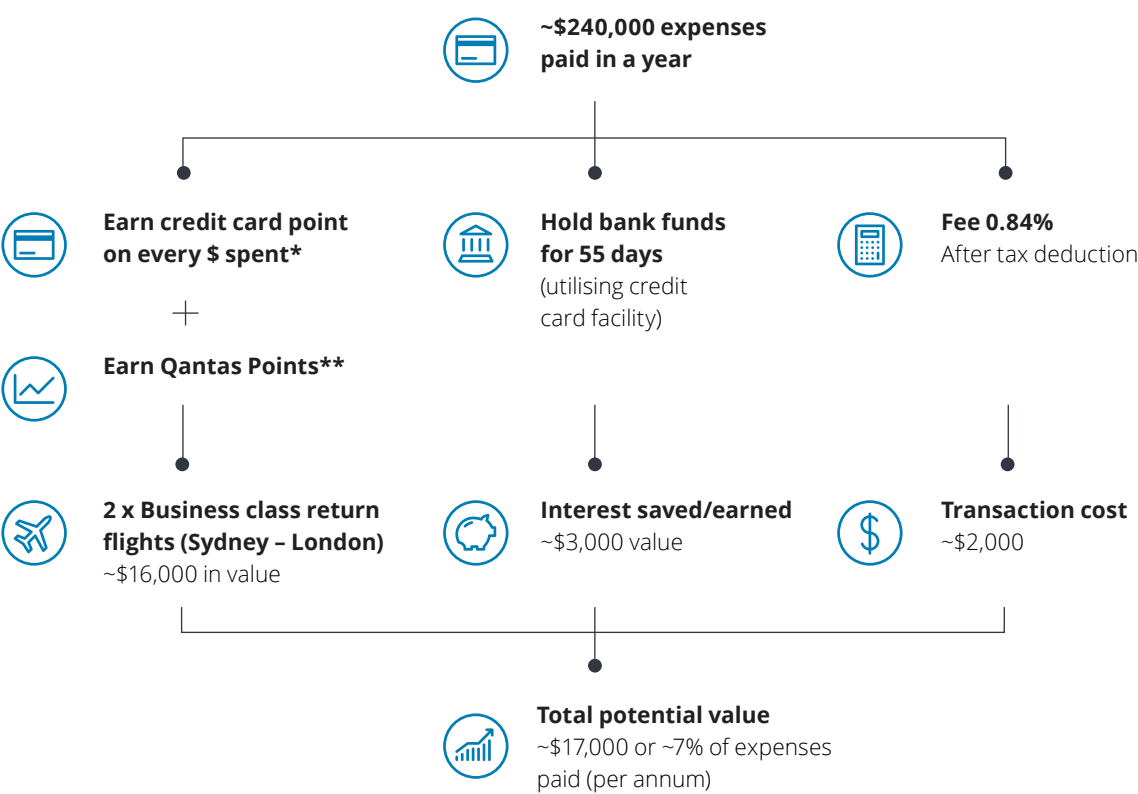 ~$240,000 expenses
paid in a year
Earn credit card point
on every $ spent*
+
Earn Qantas Points**
Hold bank funds
for 55 days
(utilising credit
card facility)
Fee 0.84%
After tax deduction
2 x Business class return
flights (Sydney – London)
~$16,000 in value
Interest saved/earned
~$3,000 value
$
Transaction cost
~$2,000
Total potential value
~$17,000 or ~7% of expenses
paid (per annum)